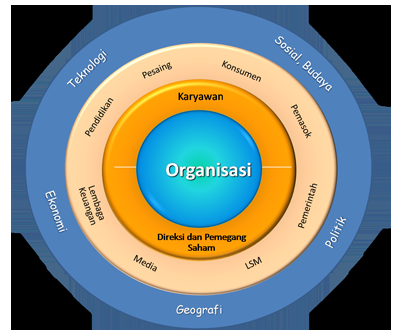 Teknologi
Sosial, Budaya
Pesaing
Konsumen
Pendidikan
Karyawan
Pemasok
Organisasi
Lembaga
Keuangan
Pemerintah
Ekonomi
Politik
Direksi dan Pemegang
Saham
Media
LSM
Geografi